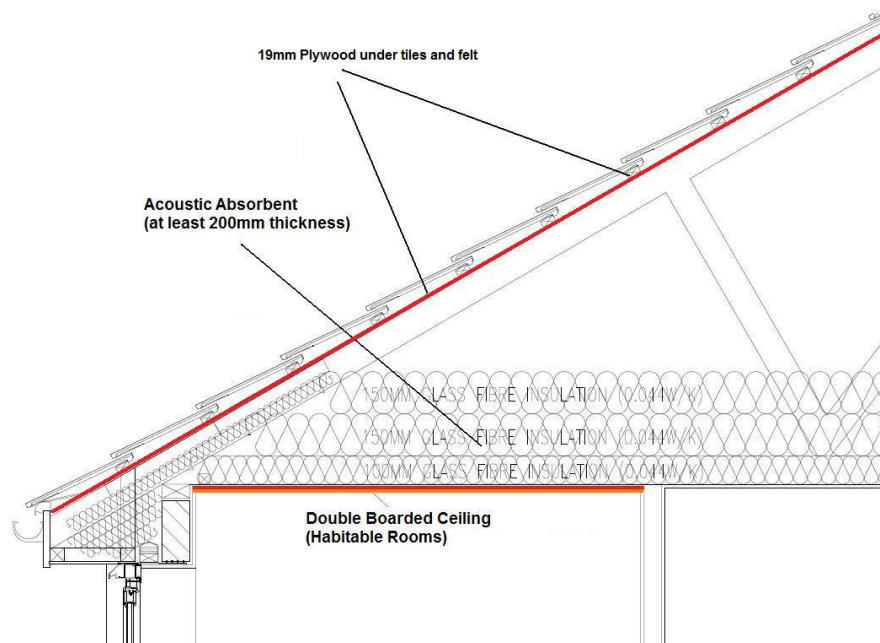 19mm Plywood under tiles and felt
Acoustic Absorbent
(at least 200mm thickness)
150MM GLASS FIBRE INSULATION (0.044W/K)
150MM GLASS FIBRE INSULATION (0.044W/K)
100MM GLASS FIBRE INSULATION (0.044W/K)
Double Boarded Ceiling
(Habitable Rooms)